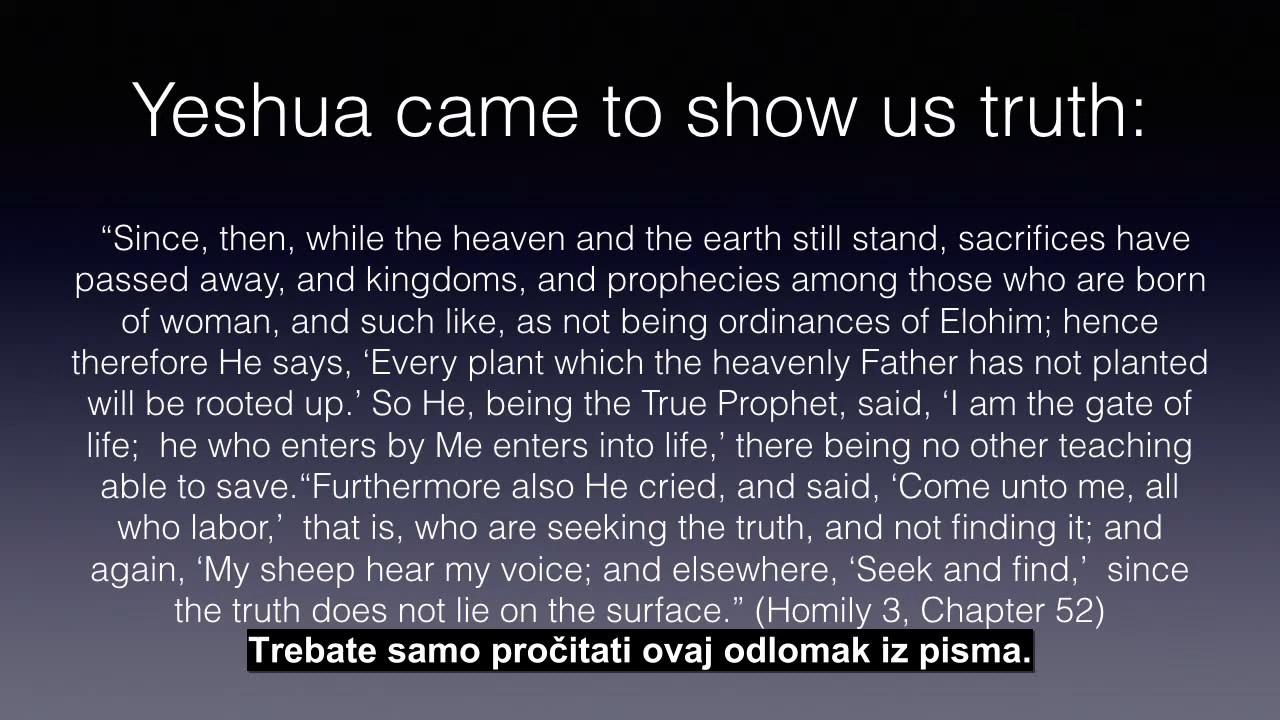 Yeshua came to show us truth:
“Since, then, while the heaven and the earth still stand, sacrifices have
passed away, and kingdoms, and prophecies among those who are born
of woman, and such like, as not being ordinances of Elohim; hence
therefore He says, ‘Every plant which the heavenly Father has not planted
will be rooted up.’ So He, being the True Prophet, said, ‘I am the gate of
life;  he who enters by Me enters into life,’ there being no other teaching
able to save.“Furthermore also He cried, and said, ‘Come unto me, all
who labor,’  that is, who are seeking the truth, and not finding it; and
again, ‘My sheep hear my voice; and elsewhere, ‘Seek and find,’  since
the truth does not lie on the surface.” (Homily 3, Chapter 52)
Trebate samo pročitati ovaj odlomak iz pisma.